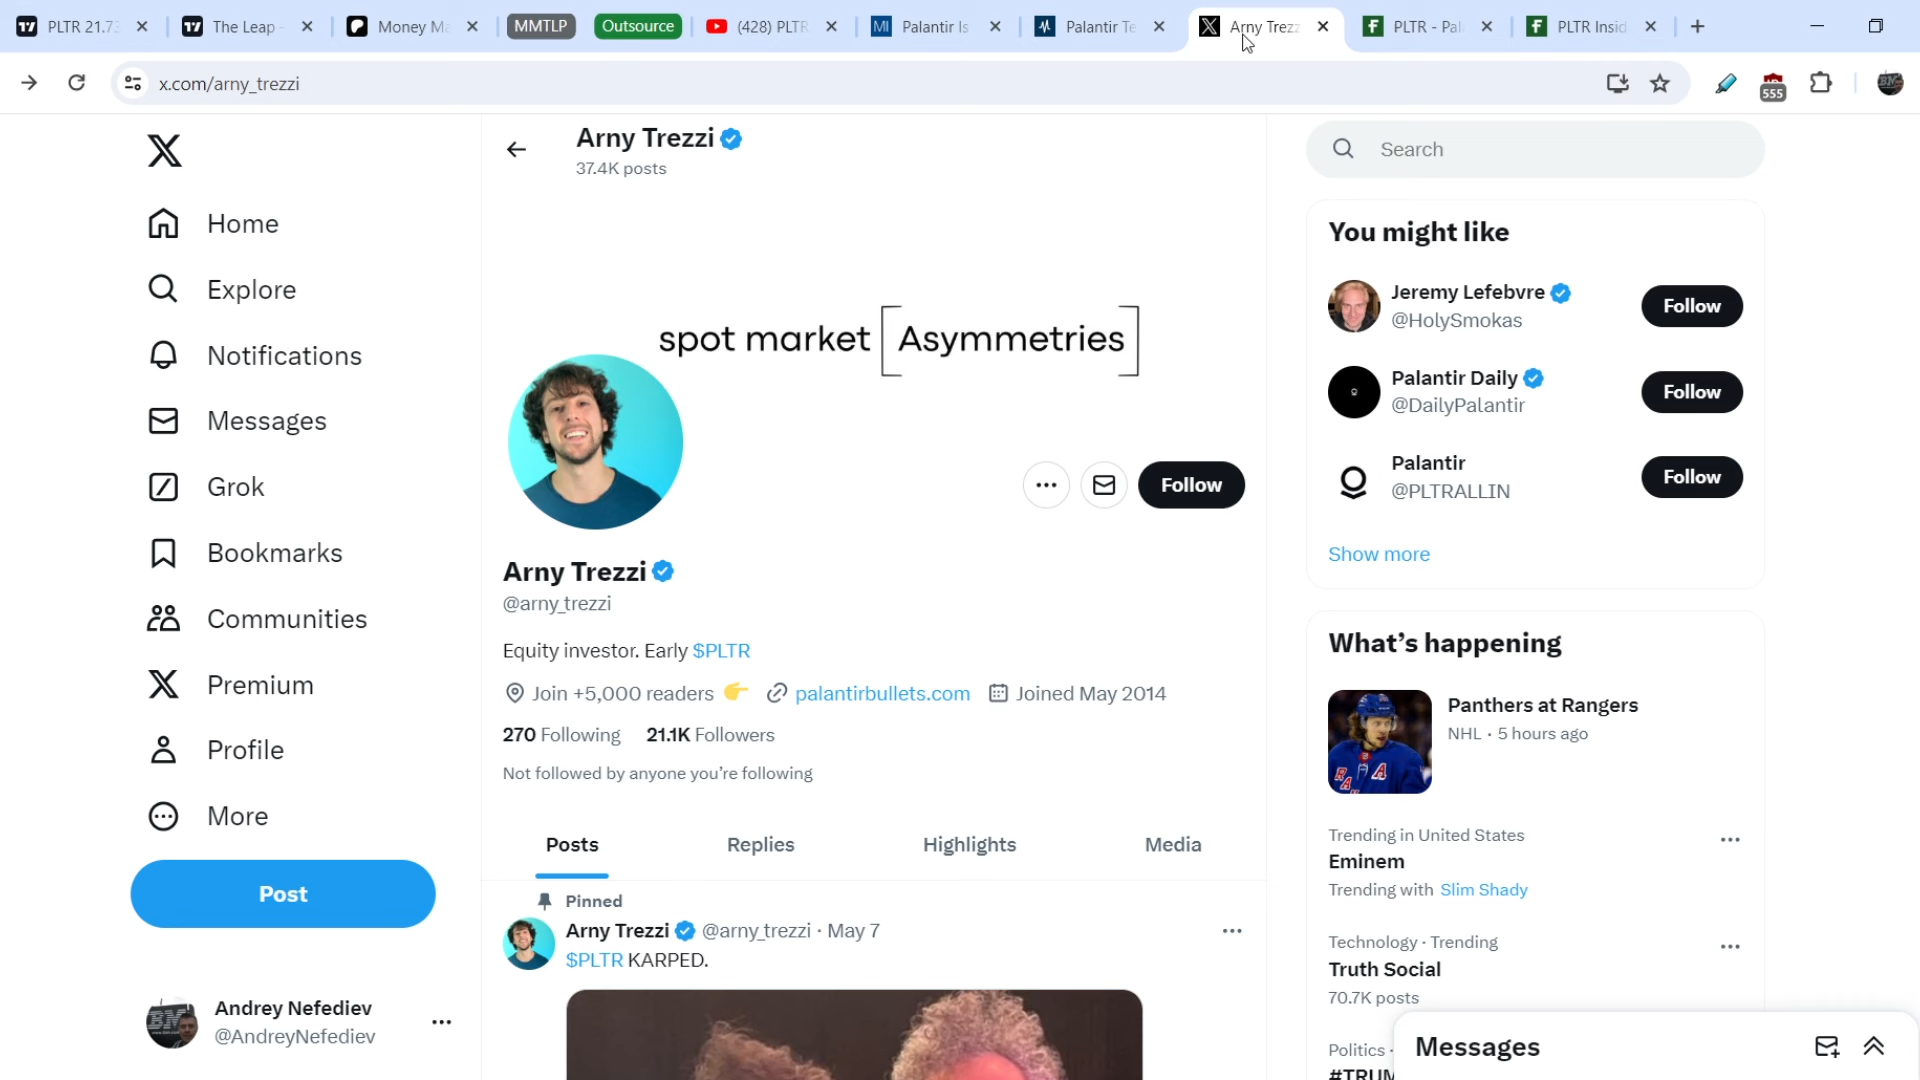 PLTR 21.73
The Leap -
Money Ma
MMTLP
Outsource
(428) PLTR
Palantir Is
Palantir Te
Arny Trezz
PLTR - Pal
PLTR Insid
x.com/arny_trezzi
555
Home
Explore
Notifications
Messages
Grok
Bookmarks
Communities
Premium
Profile
More
Post
Andrey Nefediev
@AndreyNefediev
Arny Trezzi
37.4K posts
spot market [Asymmetries]
Follow
Arny Trezzi
@arny_trezzi
Equity investor. Early $PLTR
Join +5,000 readers 👉 palantirbullets.com Joined May 2014
270 Following 21.1K Followers
Not followed by anyone you're following
Posts Replies Highlights Media
Pinned
Arny Trezzi @arny_trezzi · May 7
$PLTR KARPED.
Search
You might like
Jeremy Lefebvre
@HolySmokas
Follow
Palantir Daily
@DailyPalantir
Follow
Palantir
@PLTRALLIN
Follow
Show more
What's happening
Panthers at Rangers
NHL · 5 hours ago
Trending in United States
Eminem
Trending with Slim Shady
Technology · Trending
Truth Social
70.7K posts
Politics ·
#TRUM
Messages